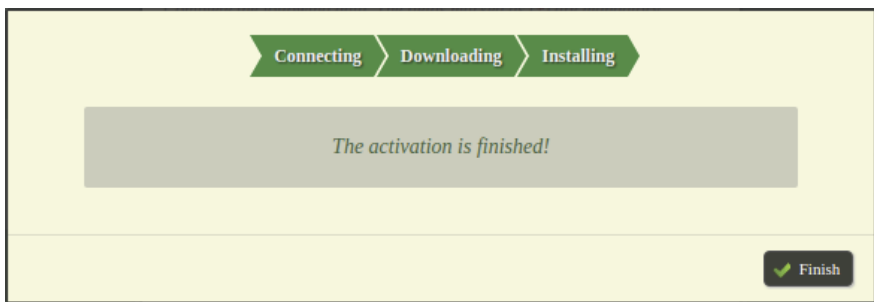 Connecting Downloading Installing
The activation is finished!
Finish